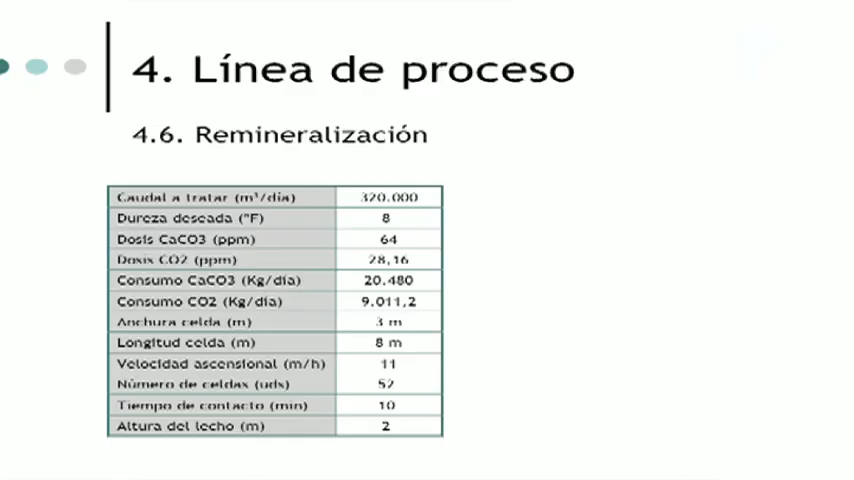 4. Línea de proceso
4.6. Remineralización
Caudal a tratar (m³/día) 320.000
Dureza deseada (ºF) 8
Dosis CaCO3 (ppm) 64
Dosis CO2 (ppm) 28,16
Consumo CaCO3 (Kg/día) 20.480
Consumo CO2 (Kg/día) 9.011,2
Anchura celda (m) 3 m
Longitud celda (m) 8 m
Velocidad ascensional (m/h) 11
Número de celdas (uds) 52
Tiempo de contacto (min) 10
Altura del lecho (m) 2